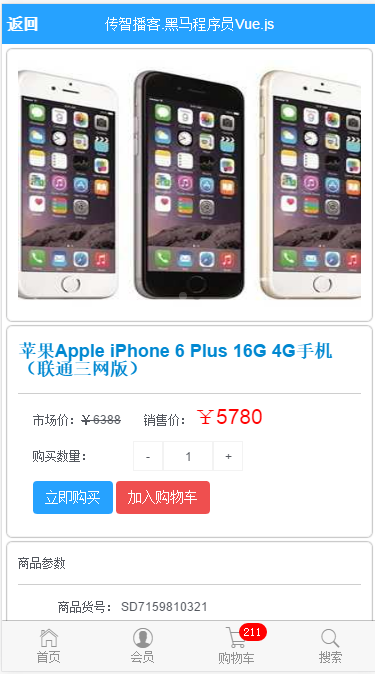 返回 传智播客.黑马程序员Vue.js
苹果Apple iPhone 6 Plus 16G 4G手机
（联通三网版）
市场价：￥6388 销售价：￥5780
购买数量： - 1 +
立即购买 加入购物车
商品参数
商品货号：SD7159810321
211
首页 会员 购物车 搜索